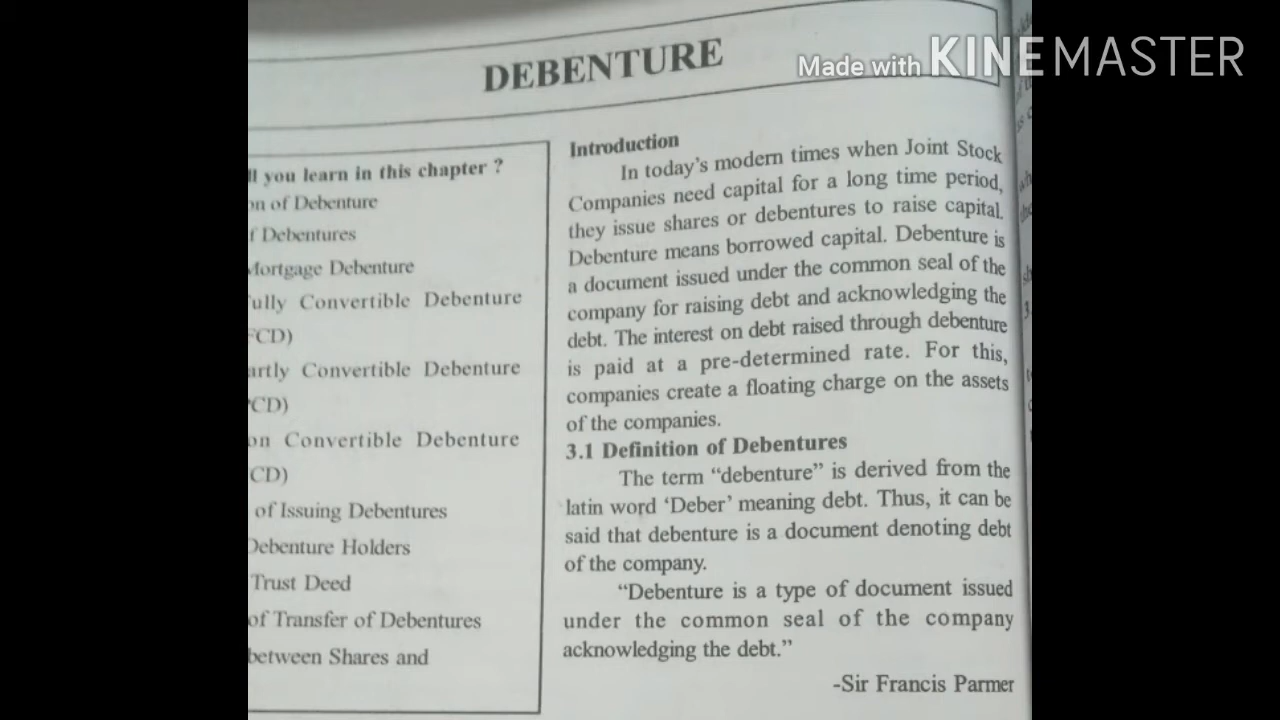 DEBENTURE
Made with KINEMASTER
you learn in this chapter ?
of Debenture
Debentures
Mortgage Debenture
Convertible Debenture
CD)
Convertible Debenture
CD)
Convertible Debenture
CD)
of Issuing Debentures
Debenture Holders
Trust Deed
of Transfer of Debentures
between Shares and
Introduction
In today's modern times when Joint Stock
Companies need capital for a long time period,
they issue shares or debentures to raise capital.
Debenture means borrowed capital. Debenture is
a document issued under the common seal of the
company for raising debt and acknowledging the
debt. The interest on debt raised through debenture
is paid at a pre-determined rate. For this,
companies create a floating charge on the assets
of the companies.
3.1 Definition of Debentures
The term “debenture” is derived from the
latin word ‘Deber’ meaning debt. Thus, it can be
said that debenture is a document denoting debt
of the company.
“Debenture is a type of document issued
under the common seal of the company
acknowledging the debt.”
-Sir Francis Parmer